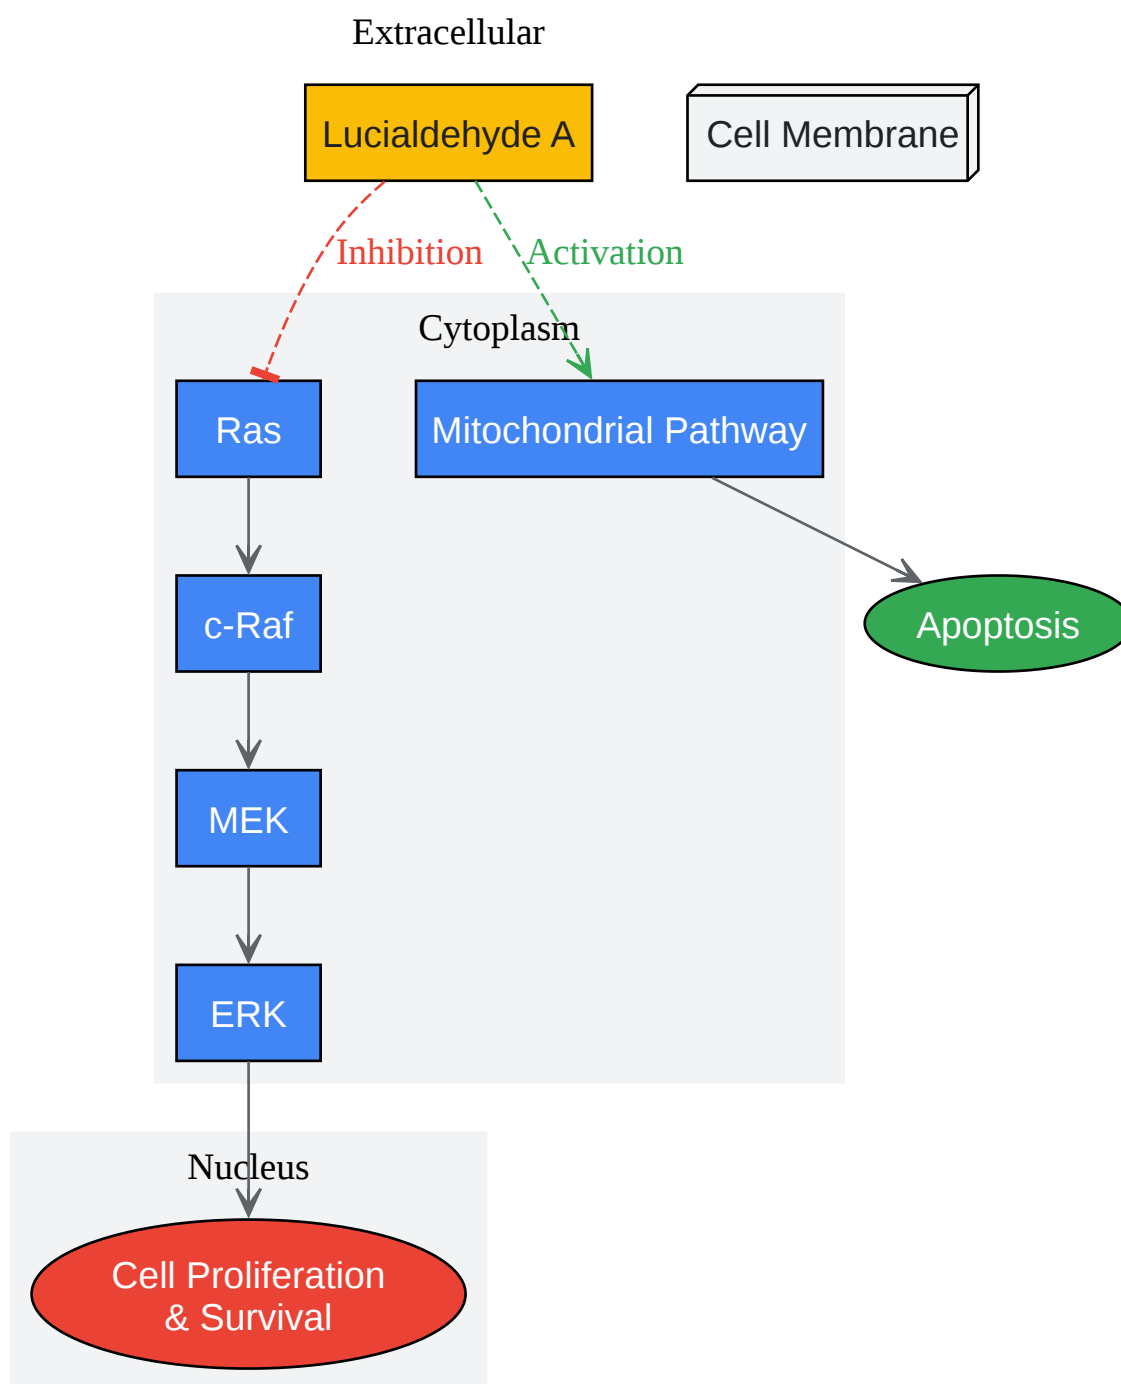 Extracellular
Lucialdehyde A
Cell Membrane
Inhibition
Activation
Cytoplasm
Ras
Mitochondrial Pathway
c-Raf
Apoptosis
MEK
ERK
Nucleus
Cell Proliferation
& Survival